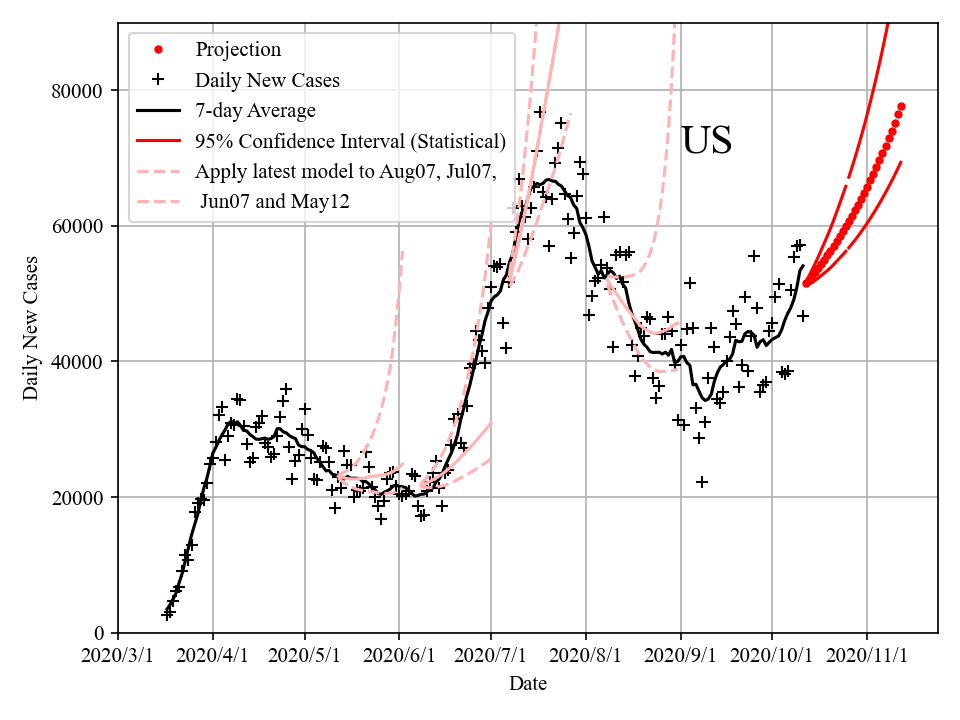 Projection
Daily New Cases
7-day Average
95% Confidence Interval (Statistical)
Apply latest model to Aug07, Jul07,
Jun07 and May12
US
80000
60000
40000
20000
0
Daily New Cases
2020/3/1 2020/4/1 2020/5/1 2020/6/1 2020/7/1 2020/8/1 2020/9/1 2020/10/1 2020/11/1
Date